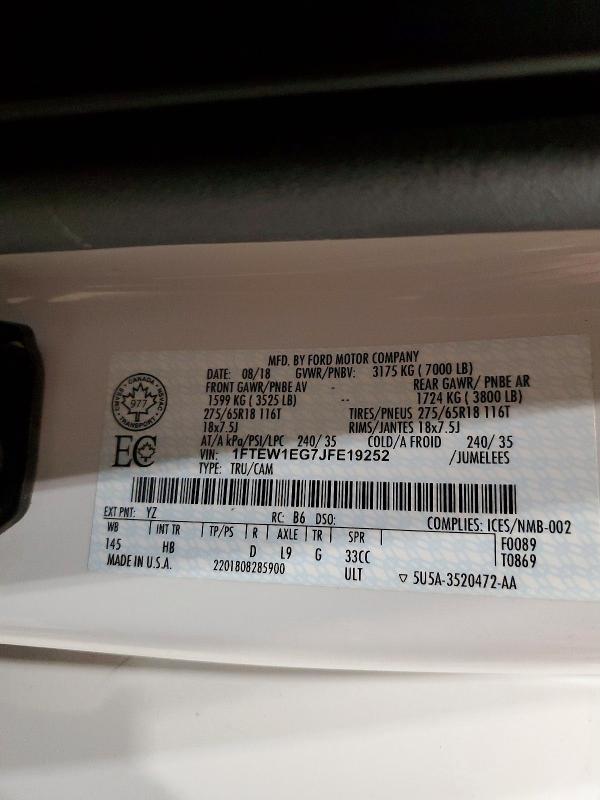 MFD. BY FORD MOTOR COMPANY
DATE: 08/18 GVWR/PNBV: 3175 KG ( 7000 LB)
FRONT GAWR/PNBE AV - REAR GAWR/ PNBE AR
1599 KG ( 3525 LB) -- 1724 KG ( 3800 LB)
275/65R18 116T TIRES/PNEUS 275/65R18 116T
18x7.5J RIMS/JANTES 18x7.5J
AT/A kPa/PSI/LPC 240/ 35 COLD/A FROID 240/ 35
VIN: 1FTEW1EG7JFE19252 /JUMELEES
TYPE: TRU/CAM
CANADA
977
TRANSPORT
EC
EXT PNT: YZ RC: B6 DSO: COMPLIES: ICES/NMB-002
WB | INT TR | TP/PS | R | AXLE | TR | SPR | F0089
145 HB D L9 G 33CC T0869
MADE IN U.S.A. 2201808285900 ULT ▽ 5U5A-3520472-AA